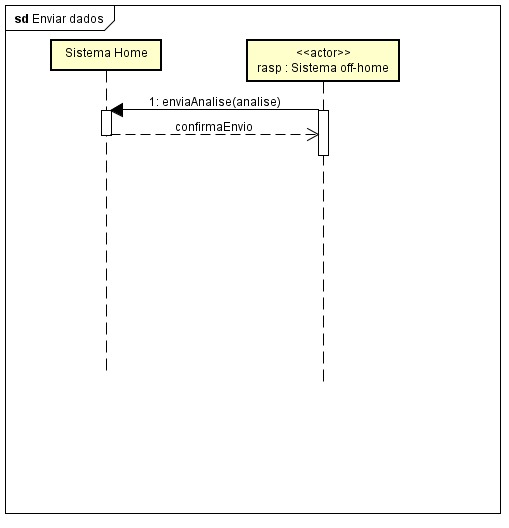 sd Enviar dados
Sistema Home
<<actor>>
rasp : Sistema off-home
1: enviaAnalise(analise)
confirmaEnvio